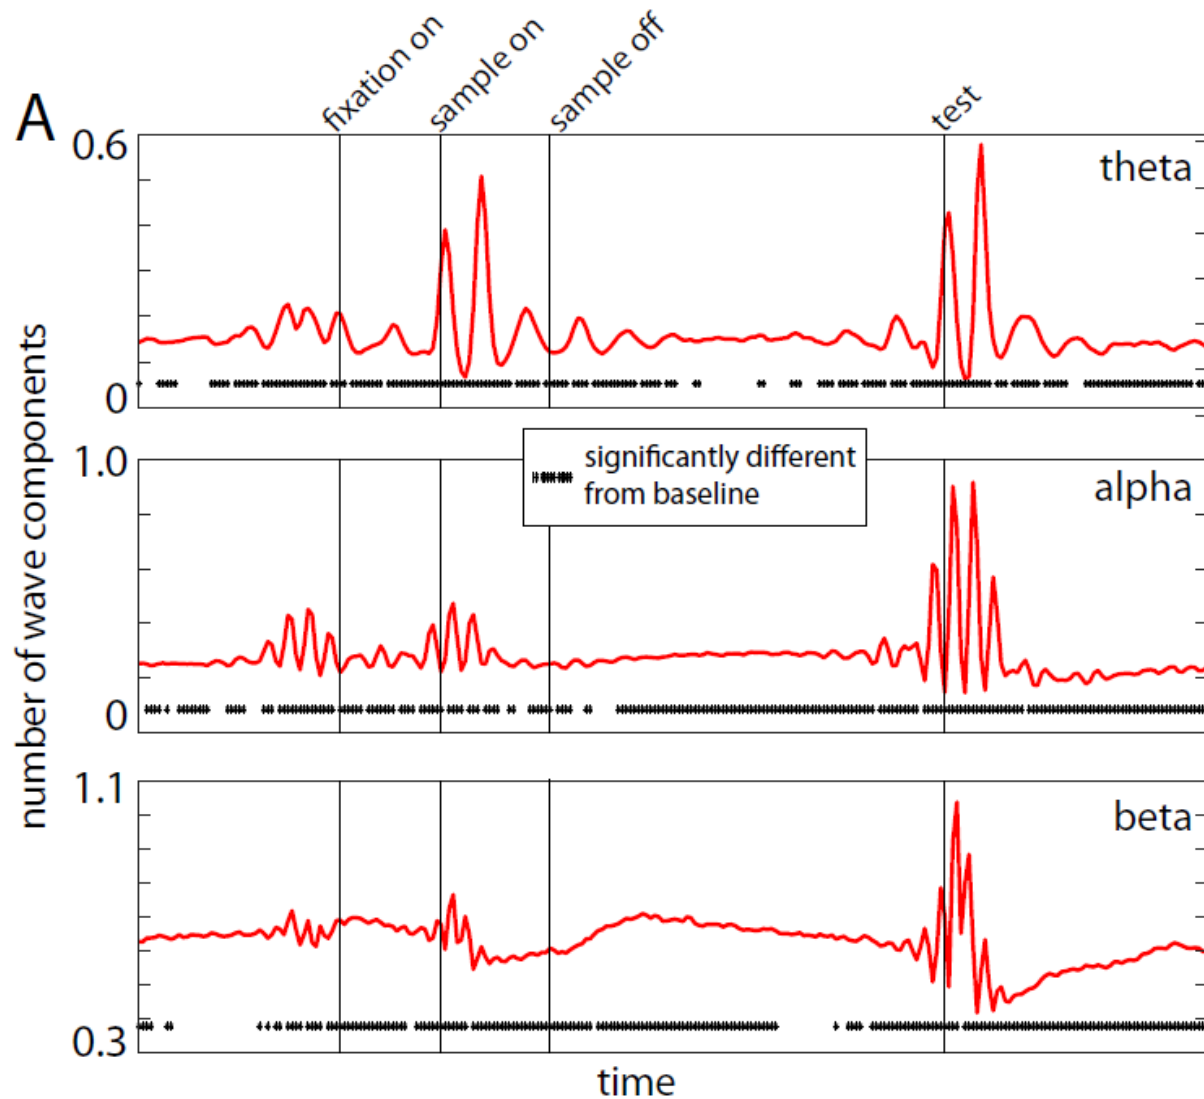 A
fixation on
sample on
sample off
test
0.6
theta
0
1.0
significantly different
from baseline
alpha
number of wave components
0
1.1
beta
0.3
time